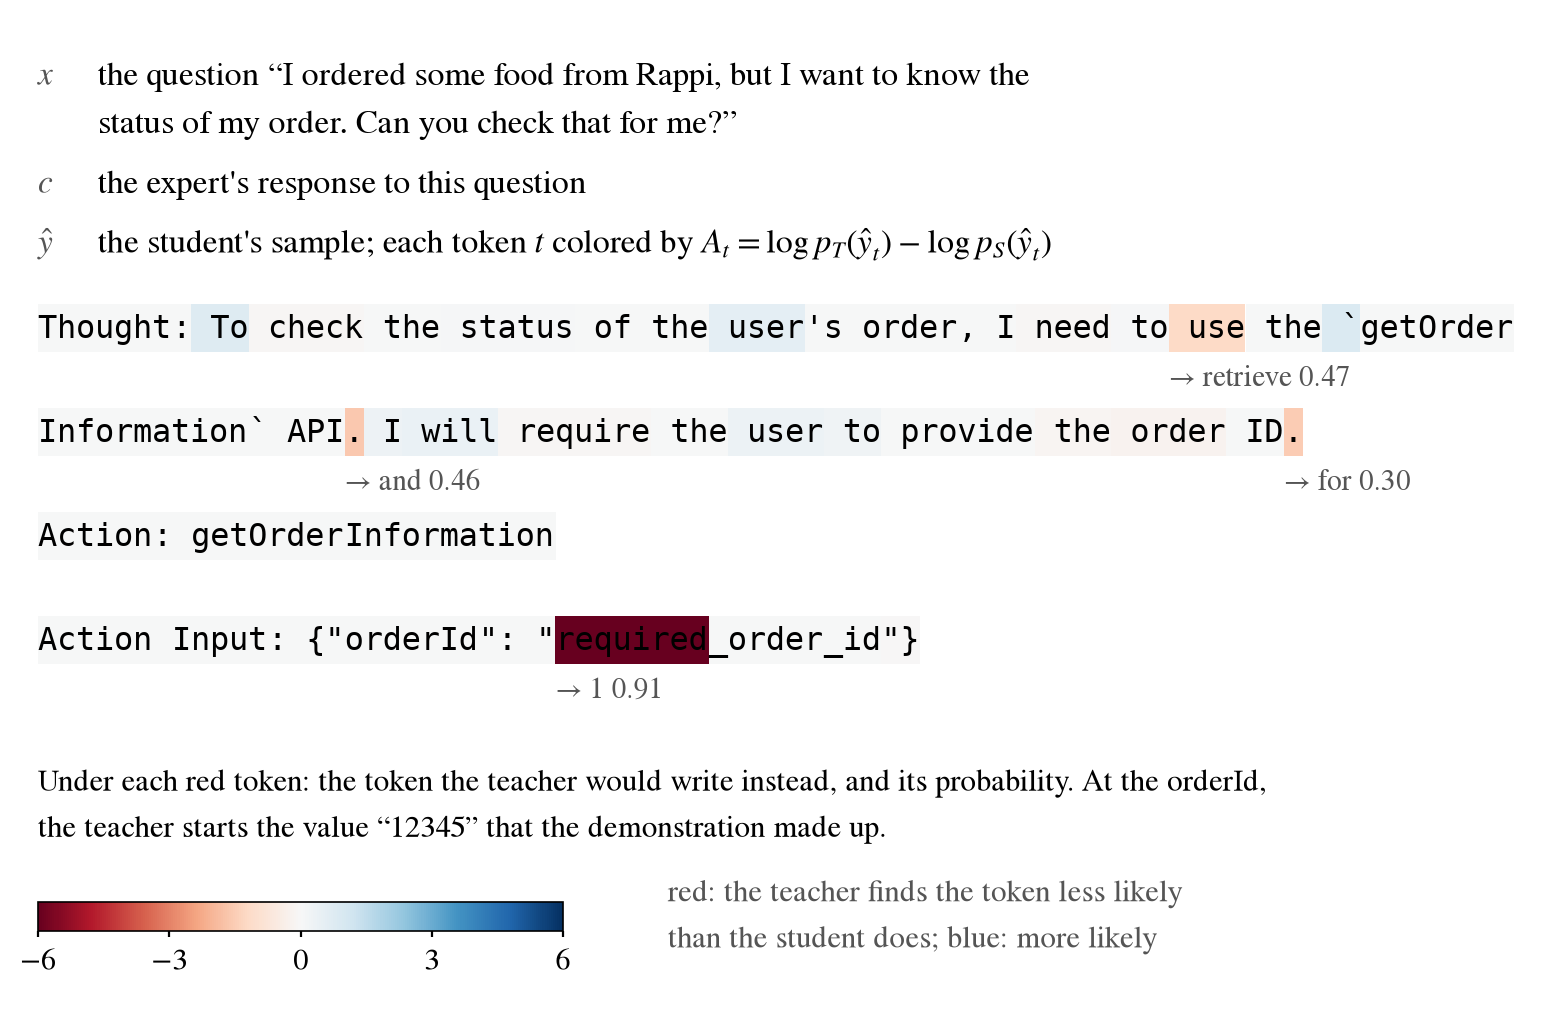 x the question “I ordered some food from Rappi, but I want to know the
status of my order. Can you check that for me?”
c the expert's response to this question
ŷ the student's sample; each token t colored by A_t = log p_T(ŷ_t) − log p_S(ŷ_t)
Thought: To check the status of the user's order, I need to use the `getOrder
→ retrieve 0.47
Information` API. I will require the user to provide the order ID.
→ and 0.46 → for 0.30
Action: getOrderInformation
Action Input: {"orderId": "required_order_id"}
→ 1 0.91
Under each red token: the token the teacher would write instead, and its probability. At the orderId,
the teacher starts the value “12345” that the demonstration made up.
red: the teacher finds the token less likely
than the student does; blue: more likely
−6 −3 0 3 6